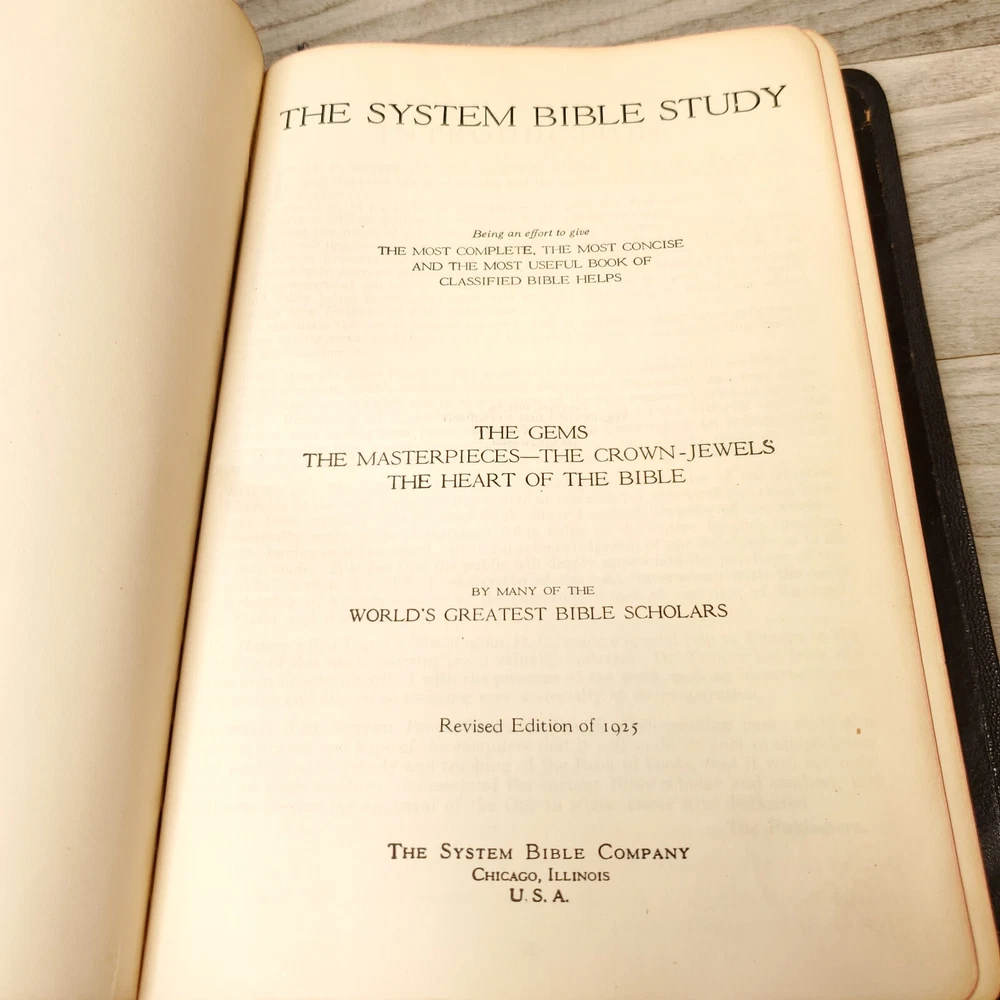 THE SYSTEM BIBLE STUDY
Being an effort to give
THE MOST COMPLETE, THE MOST CONCISE
AND THE MOST USEFUL BOOK OF
CLASSIFIED BIBLE HELPS
THE GEMS
THE MASTERPIECES—THE CROWN-JEWELS
THE HEART OF THE BIBLE
BY MANY OF THE
WORLD'S GREATEST BIBLE SCHOLARS
Revised Edition of 1925
THE SYSTEM BIBLE COMPANY
CHICAGO, ILLINOIS
U. S. A.